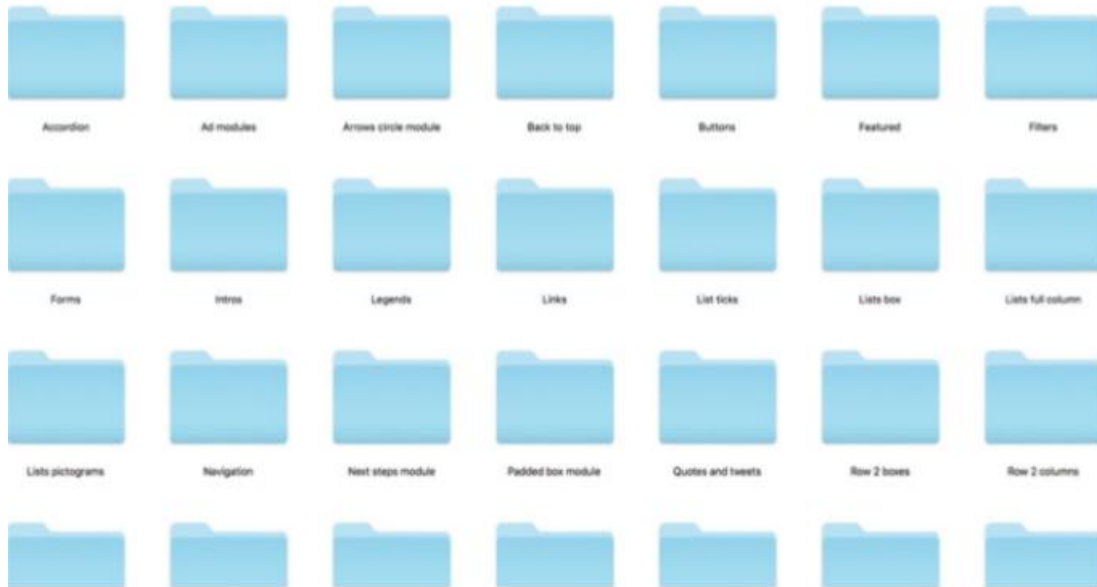 Accordion
Ad modules
Arrows circle module
Back to top
Buttons
Featured
Filters
Forms
Intros
Legends
Links
List ticks
Lists box
Lists full column
Lists pictograms
Navigation
Next steps module
Padded box module
Quotes and tweets
Row 2 boxes
Row 2 columns